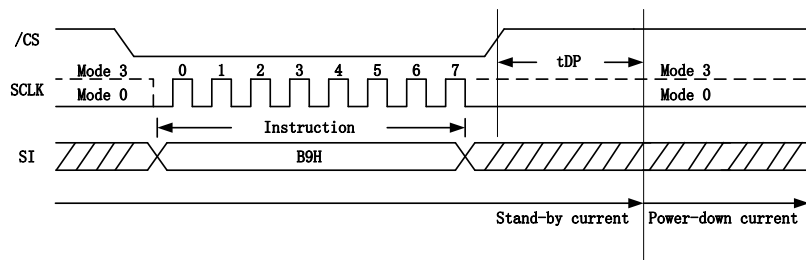 /CS
tDP
0 1 2 3 4 5 6 7
Mode 3
Mode 3
SCLK
Mode 0
Mode 0
Instruction
SI
B9H
Stand-by current
Power-down current